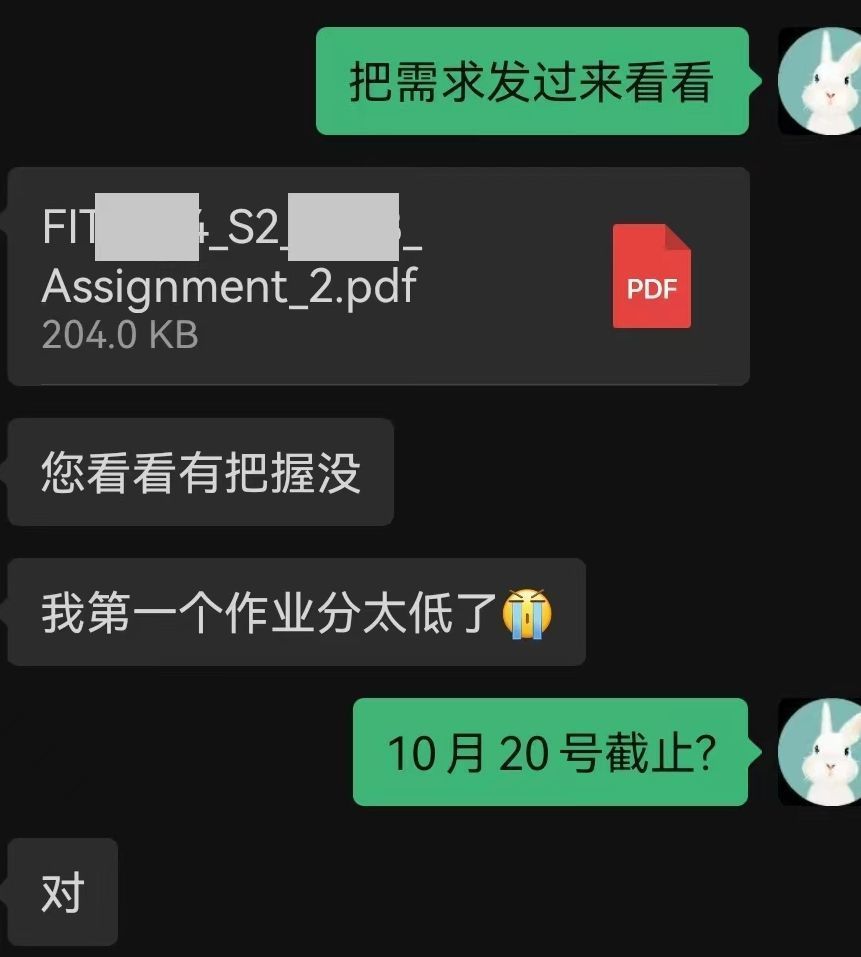 把需求发过来看看
FIT 4_S2_ _
Assignment_2.pdf
204.0 KB
PDF
您看看有把握没
我第一个作业分太低了😭
10月20号截止?
对